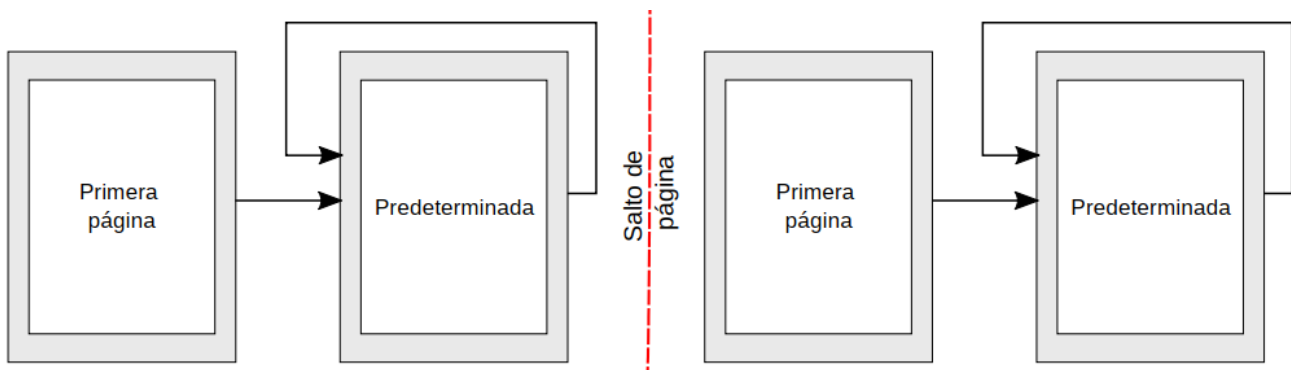 Primera
página
Predeterminada
Salto de
página
Primera
página
Predeterminada